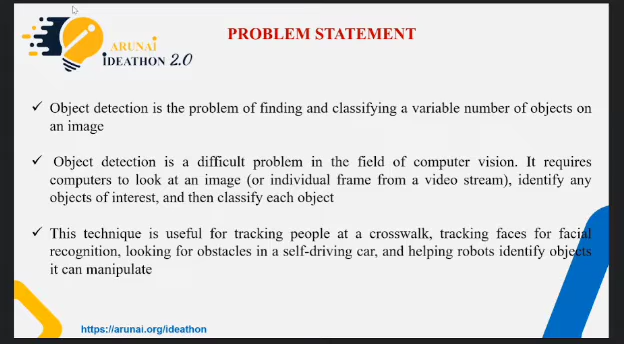 PROBLEM STATEMENT
ARUNAI
IDEATHON 2.0
✓ Object detection is the problem of finding and classifying a variable number of objects on
an image
✓ Object detection is a difficult problem in the field of computer vision. It requires
computers to look at an image (or individual frame from a video stream), identify any
objects of interest, and then classify each object
✓ This technique is useful for tracking people at a crosswalk, tracking faces for facial
recognition, looking for obstacles in a self-driving car, and helping robots identify objects
it can manipulate
https://arunai.org/ideathon